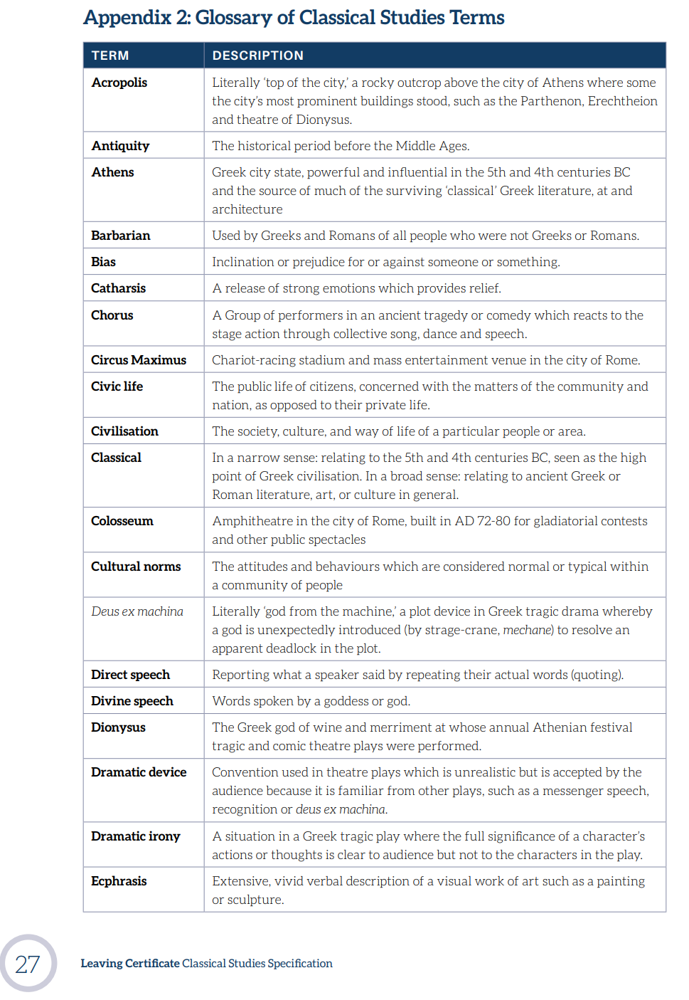 Appendix 2: Glossary of Classical Studies Terms
TERM DESCRIPTION
Acropolis Literally ‘top of the city,’ a rocky outcrop above the city of Athens where some
the city’s most prominent buildings stood, such as the Parthenon, Erechtheion
and theatre of Dionysus.
Antiquity The historical period before the Middle Ages.
Athens Greek city state, powerful and influential in the 5th and 4th centuries BC
and the source of much of the surviving ‘classical’ Greek literature, at and
architecture
Barbarian Used by Greeks and Romans of all people who were not Greeks or Romans.
Bias Inclination or prejudice for or against someone or something.
Catharsis A release of strong emotions which provides relief.
Chorus A Group of performers in an ancient tragedy or comedy which reacts to the
stage action through collective song, dance and speech.
Circus Maximus Chariot-racing stadium and mass entertainment venue in the city of Rome.
Civic life The public life of citizens, concerned with the matters of the community and
nation, as opposed to their private life.
Civilisation The society, culture, and way of life of a particular people or area.
Classical In a narrow sense: relating to the 5th and 4th centuries BC, seen as the high
point of Greek civilisation. In a broad sense: relating to ancient Greek or
Roman literature, art, or culture in general.
Colosseum Amphitheatre in the city of Rome, built in AD 72-80 for gladiatorial contests
and other public spectacles
Cultural norms The attitudes and behaviours which are considered normal or typical within
a community of people
Deus ex machina Literally ‘god from the machine,’ a plot device in Greek tragic drama whereby
a god is unexpectedly introduced (by strage-crane, mechane) to resolve an
apparent deadlock in the plot.
Direct speech Reporting what a speaker said by repeating their actual words (quoting).
Divine speech Words spoken by a goddess or god.
Dionysus The Greek god of wine and merriment at whose annual Athenian festival
tragic and comic theatre plays were performed.
Dramatic device Convention used in theatre plays which is unrealistic but is accepted by the
audience because it is familiar from other plays, such as a messenger speech,
recognition or deus ex machina.
Dramatic irony A situation in a Greek tragic play where the full significance of a character’s
actions or thoughts is clear to audience but not to the characters in the play.
Ecphrasis Extensive, vivid verbal description of a visual work of art such as a painting
or sculpture.
27 Leaving Certificate Classical Studies Specification